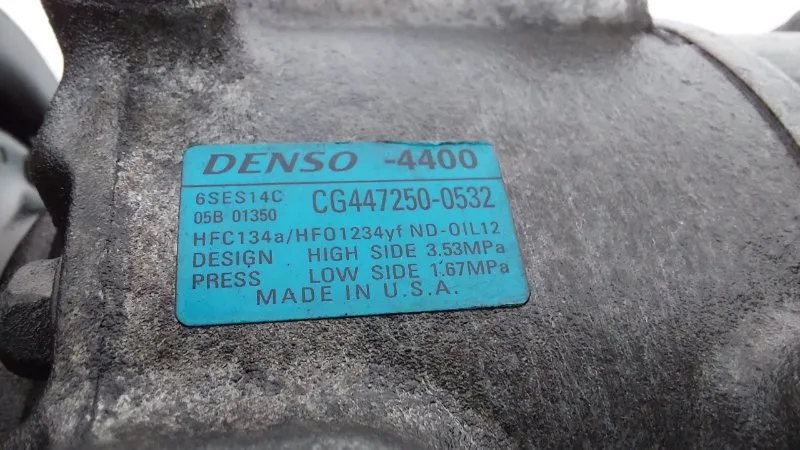 DENSO -4400
6SES14C CG447250-0532
05B 01350
HFC134a/HFO1234yf ND-OIL12
DESIGN HIGH SIDE 3.53MPa
PRESS LOW SIDE 1.67MPa
MADE IN U.S.A.